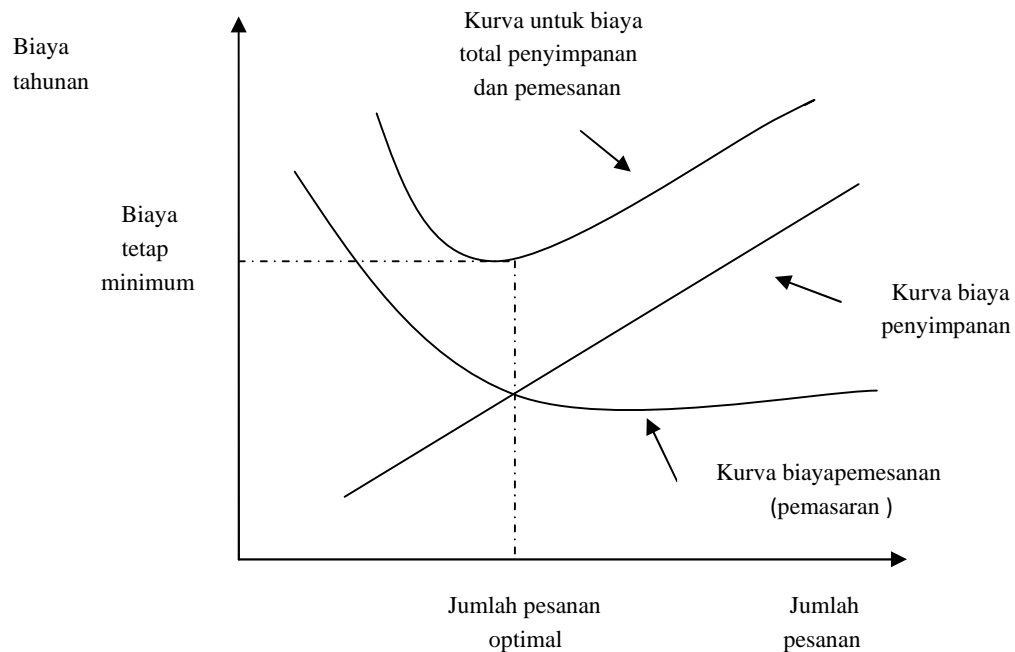 Kurva untuk biaya
total penyimpanan
dan pemesanan
Biaya
tahunan
Biaya
tetap
minimum
Kurva biaya
penyimpanan
Kurva biayapemesanan
(pemasaran )
Jumlah pesanan
optimal
Jumlah
pesanan